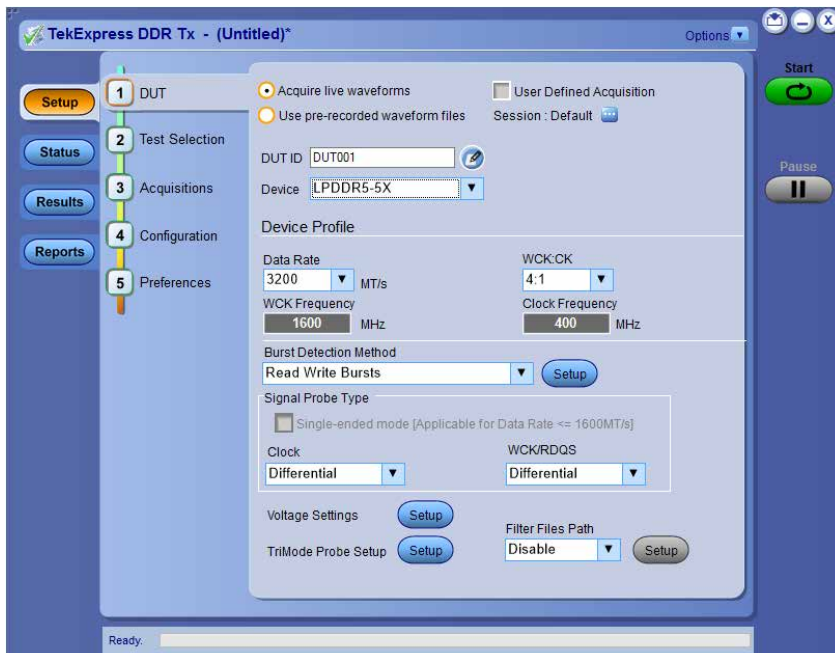 TekExpress DDR Tx - (Untitled)*
Options
Start
Pause
Setup
Status
Results
Reports
1 DUT
2 Test Selection
3 Acquisitions
4 Configuration
5 Preferences
Acquire live waveforms
User Defined Acquisition
Use pre-recorded waveform files
Session : Default
DUT ID DUT001
Device LPDDR5-5X
Device Profile
Data Rate
WCK:CK
3200 MT/s
4:1
WCK Frequency
Clock Frequency
1600 MHz
400 MHz
Burst Detection Method
Read Write Bursts Setup
Signal Probe Type
Single-ended mode [Applicable for Data Rate <= 1600MT/s]
Clock
WCK/RDQS
Differential
Differential
Voltage Settings Setup
TriMode Probe Setup Setup
Filter Files Path
Disable Setup
Ready.